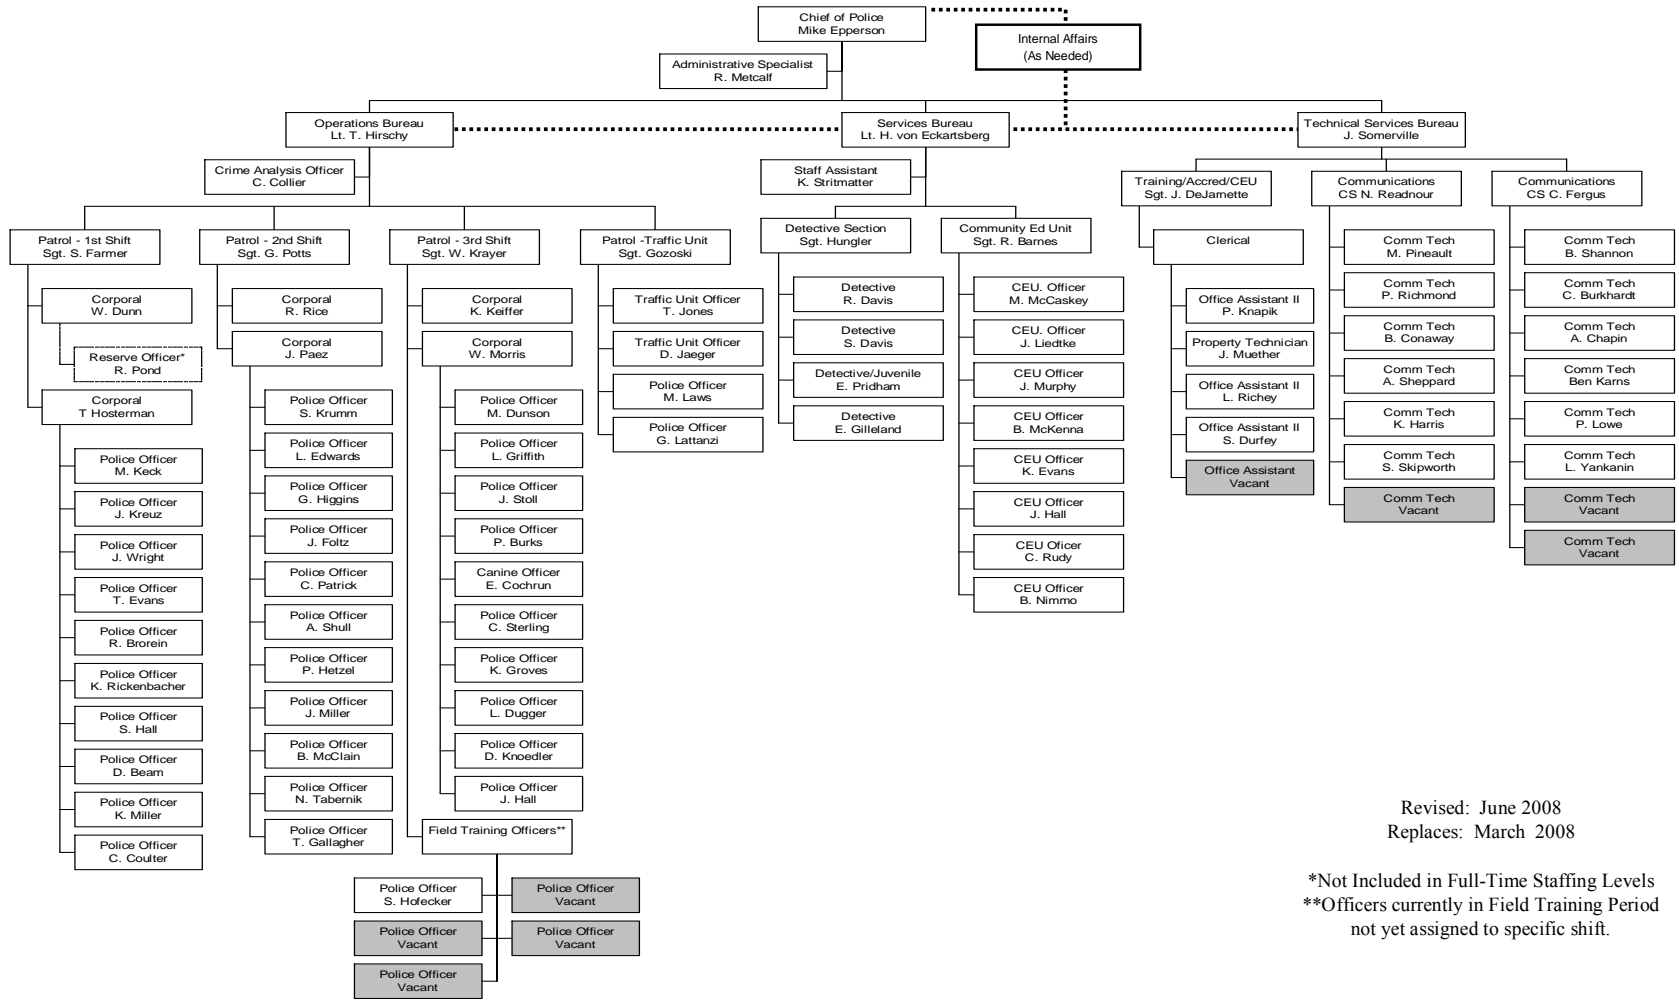 Chief of Police
Mike Epperson
Internal Affairs
(As Needed)
Administrative Specialist
R. Metcalf
Operations Bureau
Lt. T. Hirschy
Services Bureau
Lt. H. von Eckartsberg
Technical Services Bureau
J. Somerville
Crime Analysis Officer
C. Collier
Staff Assistant
K. Stritmatter
Patrol - 1st Shift
Sgt. S. Farmer
Corporal
W. Dunn
Reserve Officer*
R. Pond
Corporal
T Hosterman
Police Officer
M. Keck
Police Officer
J. Kreuz
Police Officer
J. Wright
Police Officer
T. Evans
Police Officer
R. Brorein
Police Officer
K. Rickenbacher
Police Officer
S. Hall
Police Officer
D. Beam
Police Officer
K. Miller
Police Officer
C. Coulter
Patrol - 2nd Shift
Sgt. G. Potts
Corporal
R. Rice
Corporal
J. Paez
Police Officer
S. Krumm
Police Officer
L. Edwards
Police Officer
G. Higgins
Police Officer
J. Foltz
Police Officer
C. Patrick
Police Officer
A. Shull
Police Officer
P. Hetzel
Police Officer
J. Miller
Police Officer
B. McClain
Police Officer
N. Tabernik
Police Officer
T. Gallagher
Patrol - 3rd Shift
Sgt. W. Krayer
Corporal
K. Keiffer
Corporal
W. Morris
Police Officer
M. Dunson
Police Officer
L. Griffith
Police Officer
J. Stoll
Police Officer
P. Burks
Canine Officer
E. Cochrun
Police Officer
C. Sterling
Police Officer
K. Groves
Police Officer
L. Dugger
Police Officer
D. Knoedler
Police Officer
J. Hall
Field Training Officers**
Police Officer
S. Hofecker
Police Officer
Vacant
Police Officer
Vacant
Police Officer
Vacant
Police Officer
Vacant
Patrol -Traffic Unit
Sgt. Gozoski
Traffic Unit Officer
T. Jones
Traffic Unit Officer
D. Jaeger
Police Officer
M. Laws
Police Officer
G. Lattanzi
Detective Section
Sgt. Hungler
Detective
R. Davis
Detective
S. Davis
Detective/Juvenile
E. Pridham
Detective
E. Gilleland
Community Ed Unit
Sgt. R. Barnes
CEU. Officer
M. McCaskey
CEU. Officer
J. Liedtke
CEU Officer
J. Murphy
CEU Officer
B. McKenna
CEU Officer
K. Evans
CEU Officer
J. Hall
CEU Oficer
C. Rudy
CEU Officer
B. Nimmo
Training/Accred/CEU
Sgt. J. DeJarnette
Clerical
Office Assistant II
P. Knapik
Property Technician
J. Muether
Office Assistant II
L. Richey
Office Assistant II
S. Durfey
Office Assistant
Vacant
Communications
CS N. Readnour
Comm Tech
M. Pineault
Comm Tech
P. Richmond
Comm Tech
B. Conaway
Comm Tech
A. Sheppard
Comm Tech
K. Harris
Comm Tech
S. Skipworth
Comm Tech
Vacant
Communications
CS C. Fergus
Comm Tech
B. Shannon
Comm Tech
C. Burkhardt
Comm Tech
A. Chapin
Comm Tech
Ben Karns
Comm Tech
P. Lowe
Comm Tech
L. Yankanin
Comm Tech
Vacant
Comm Tech
Vacant
Revised: June 2008
Replaces: March 2008
*Not Included in Full-Time Staffing Levels
**Officers currently in Field Training Period
not yet assigned to specific shift.